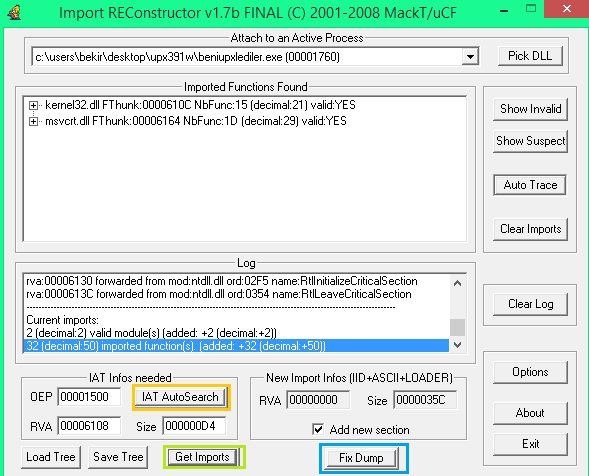 Import REConstructor v1.7b FINAL (C) 2001-2008 MackT/uCF
Attach to an Active Process
c:\users\bekir\desktop\upx391w\beniupxlediler.exe (00001760)
Pick DLL
Imported Functions Found
kernel32.dll FThunk:0000610C NbFunc:15 (decimal:21) valid:YES
msvcrt.dll FThunk:00006164 NbFunc:1D (decimal:29) valid:YES
Show Invalid
Show Suspect
Auto Trace
Clear Imports
Log
rva:00006130 forwarded from mod:ntdll.dll ord:02F5 name:RtlInitializeCriticalSection
rva:0000613C forwarded from mod:ntdll.dll ord:0354 name:RtlLeaveCriticalSection
---------------------------------------------------------------------------
Current imports:
2 (decimal:2) valid module(s) (added: +2 (decimal:+2))
32 (decimal:50) imported function(s). (added: +32 (decimal:+50))
Clear Log
IAT Infos needed
OEP 00001500 IAT AutoSearch
RVA 00006108 Size 000000D4
New Import Infos (IID+ASCII+LOADER)
RVA 00000000 Size 0000035C
Add new section
Options
About
Exit
Load Tree Save Tree Get Imports Fix Dump